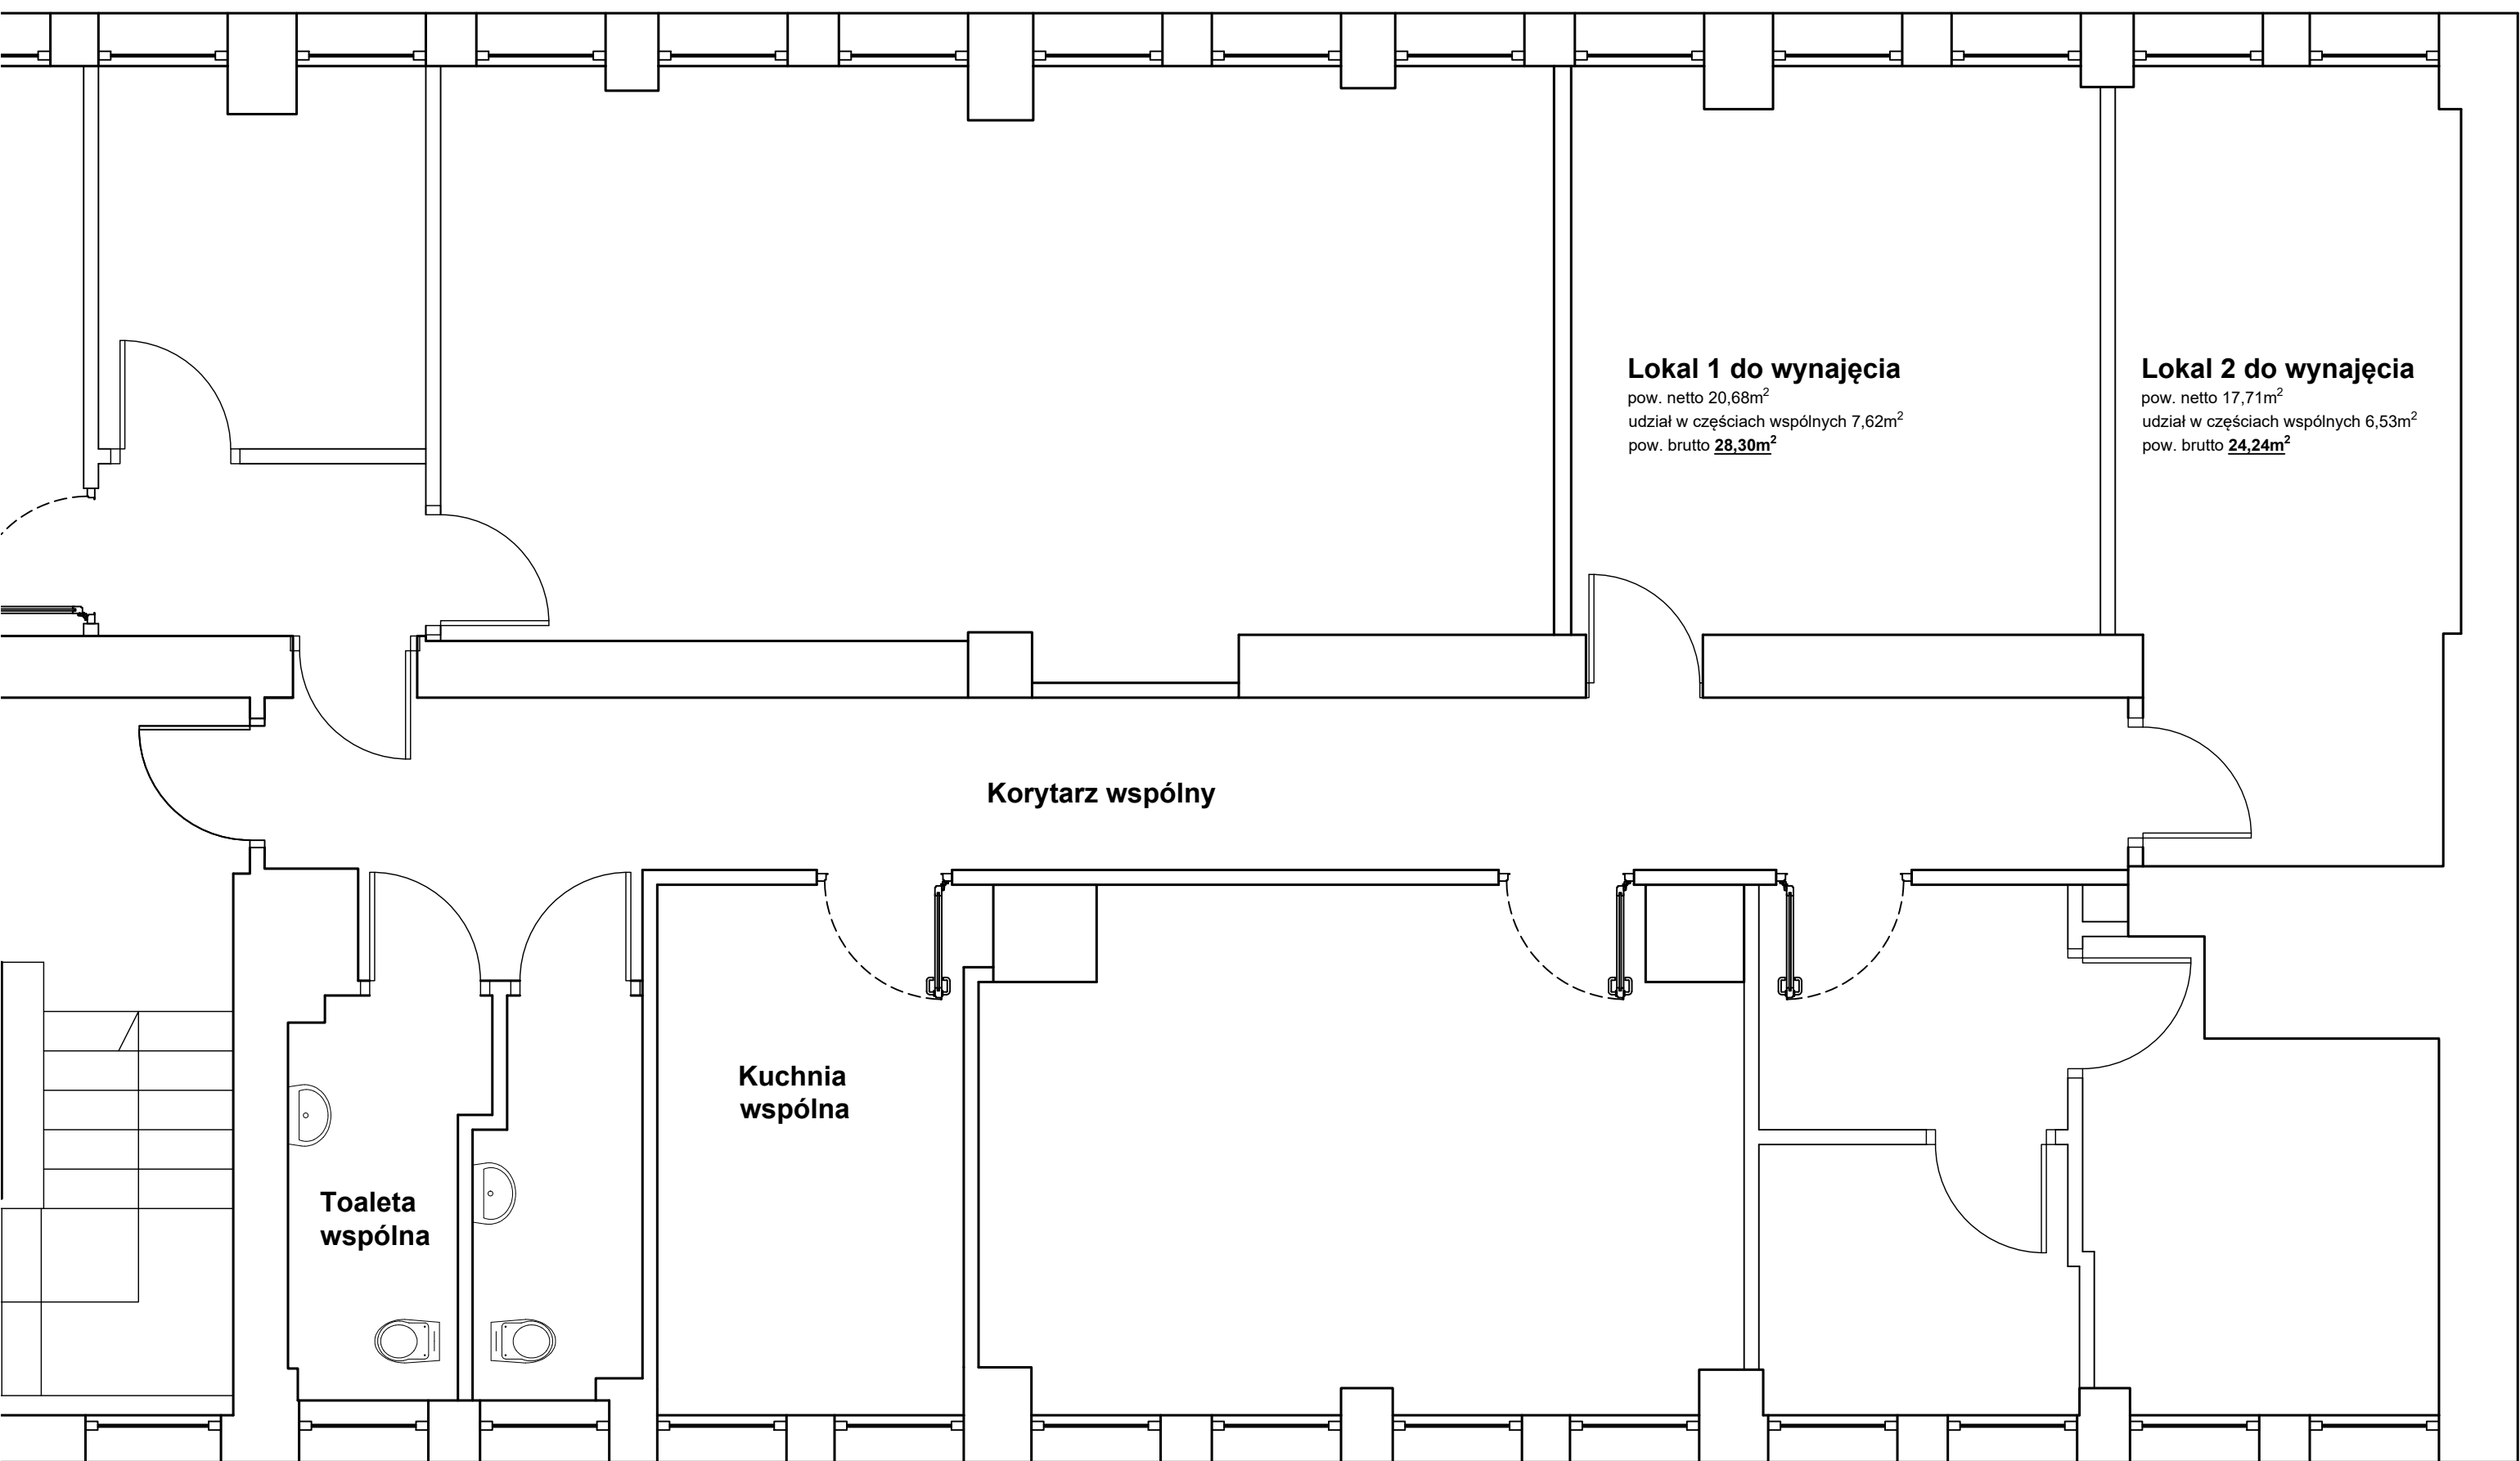 Lokal 1 do wynajęcia
pow. netto 20,68m²
udział w częściach wspólnych 7,62m²
pow. brutto 28,30m²
Lokal 2 do wynajęcia
pow. netto 17,71m²
udział w częściach wspólnych 6,53m²
pow. brutto 24,24m²
Korytarz wspólny
Kuchnia
wspólna
Toaleta
wspólna